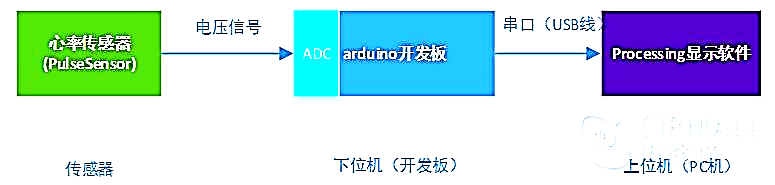 心率传感器
(PulseSensor)
电压信号
ADC
arduino开发板
串口（USB线）
Processing显示软件
传感器
下位机（开发板）
上位机（PC机）